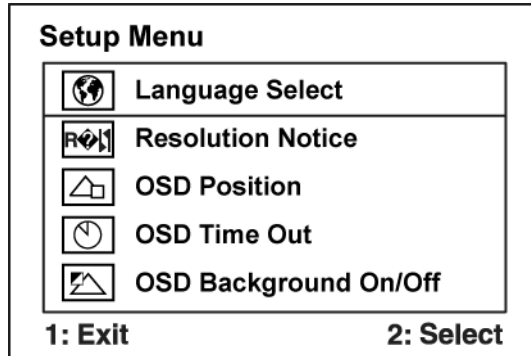 Setup Menu
Language Select
Resolution Notice
OSD Position
OSD Time Out
OSD Background On/Off
1: Exit 2: Select